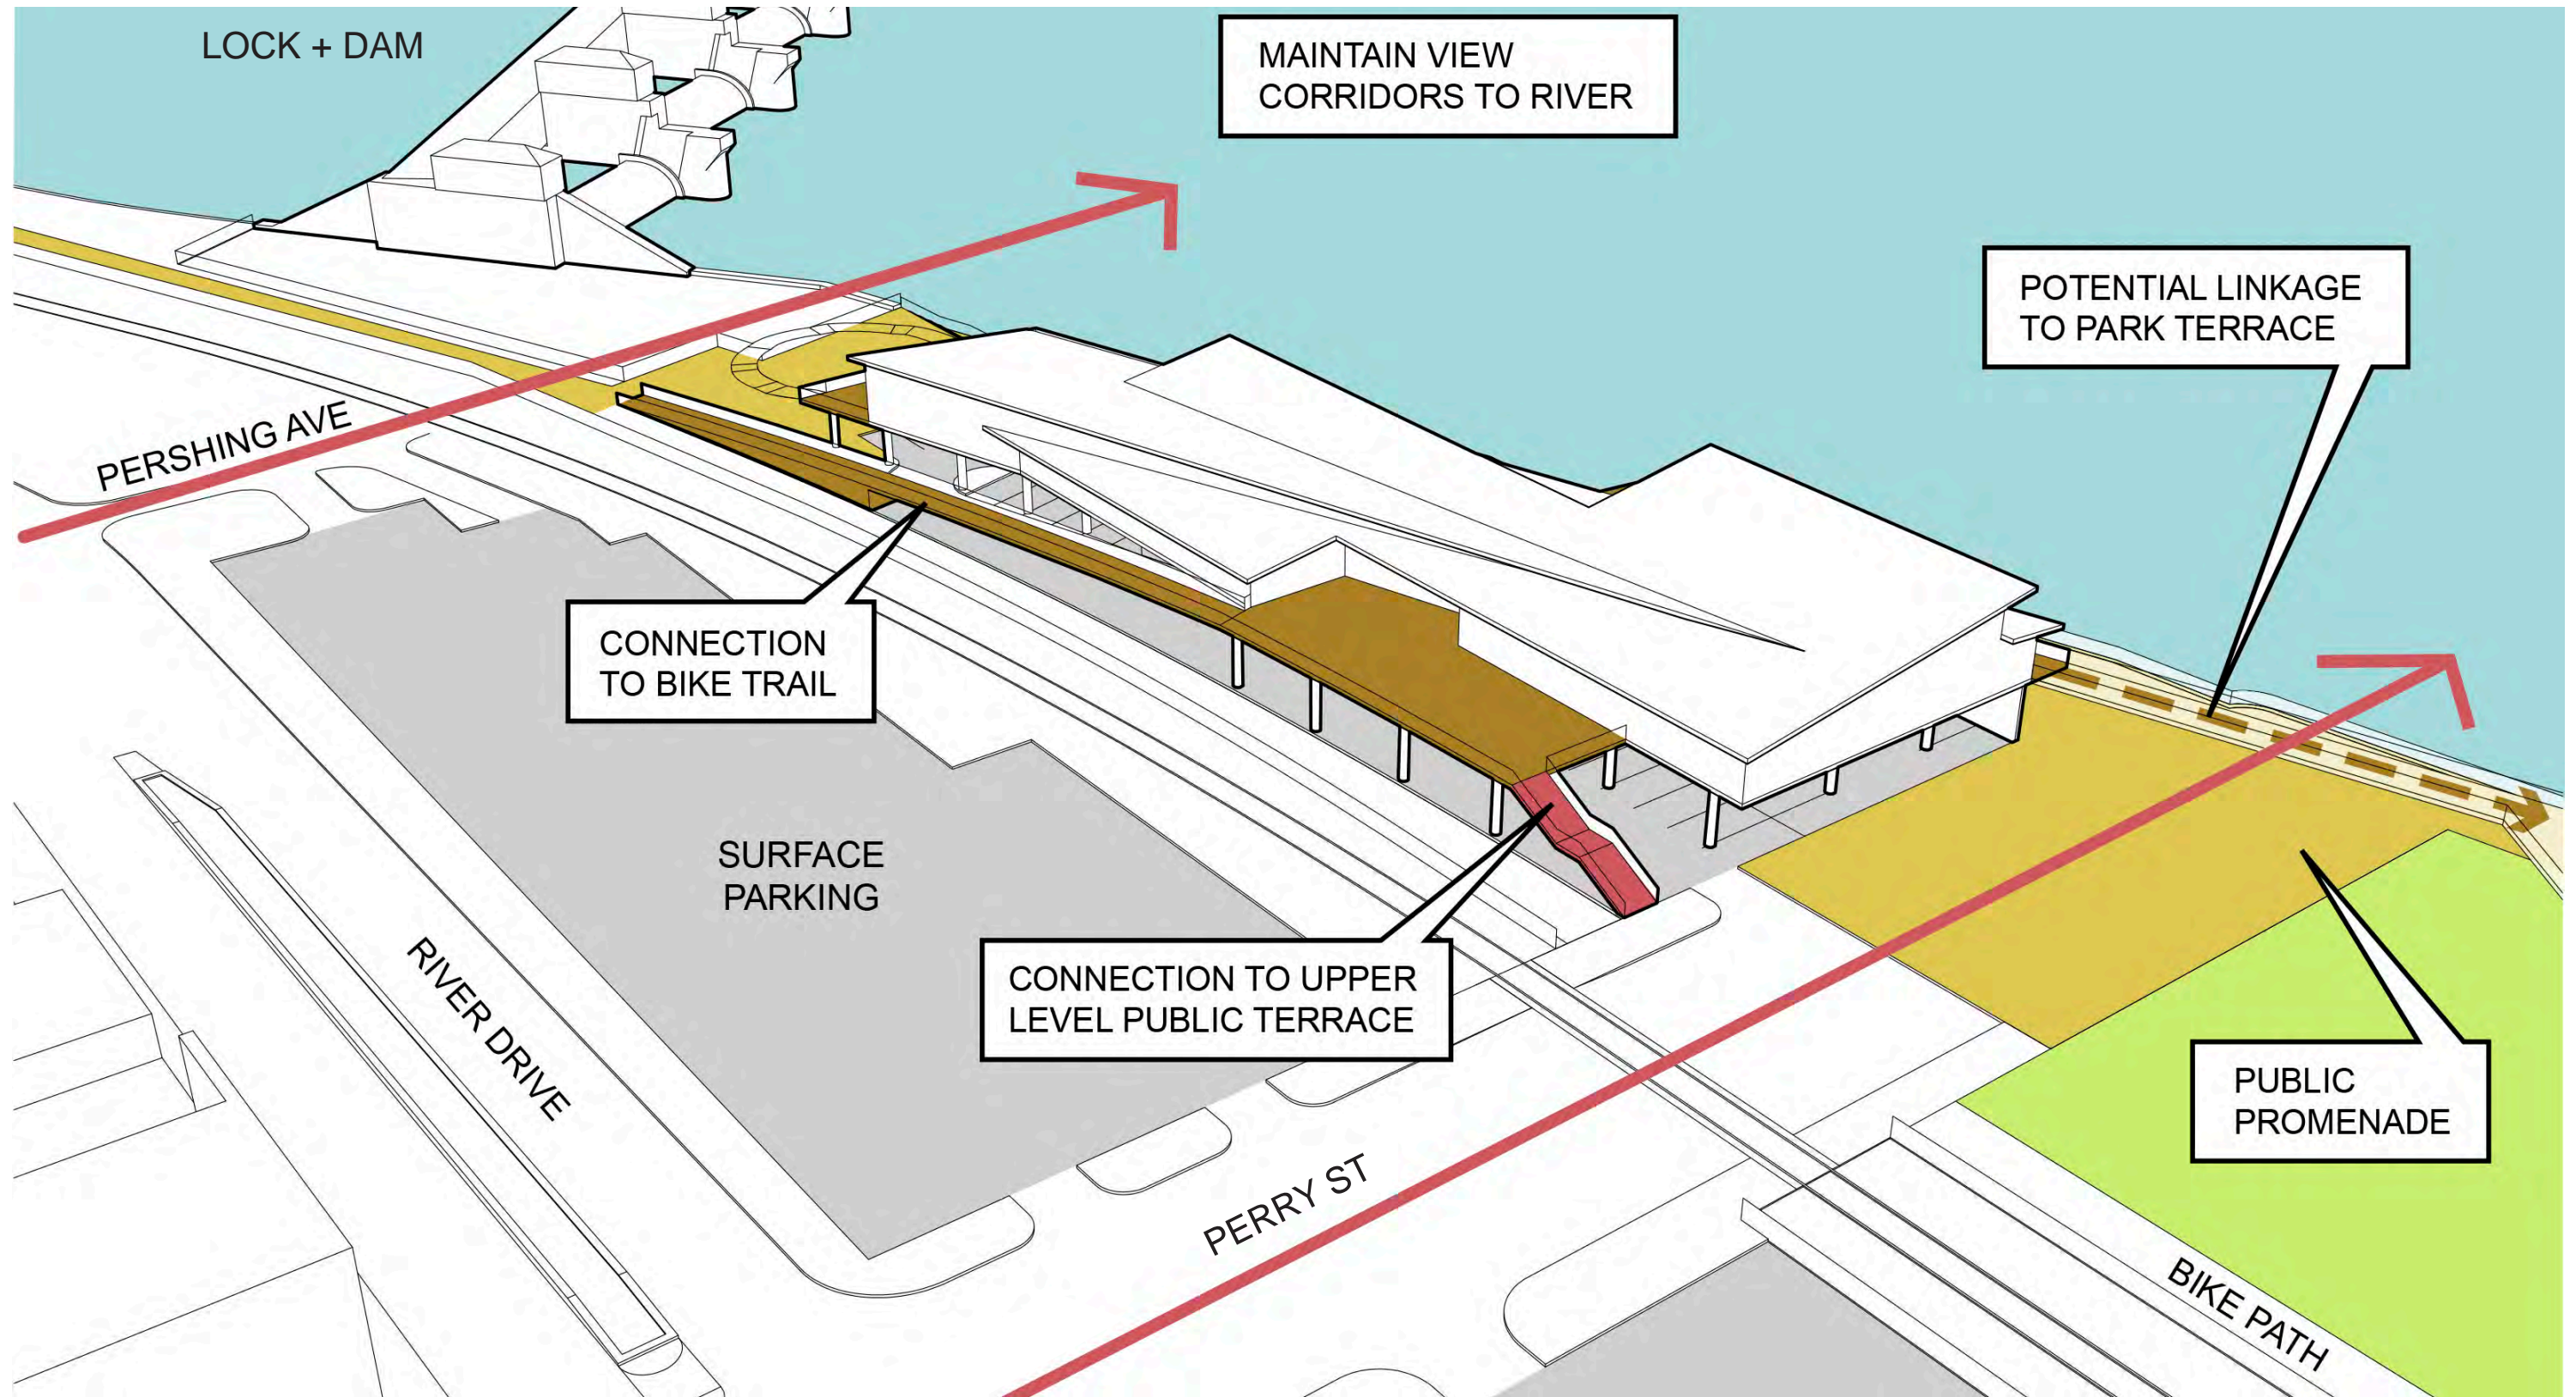 LOCK + DAM
MAINTAIN VIEW
CORRIDORS TO RIVER
POTENTIAL LINKAGE
TO PARK TERRACE
PERSHING AVE
CONNECTION
TO BIKE TRAIL
SURFACE
PARKING
RIVER DRIVE
CONNECTION TO UPPER
LEVEL PUBLIC TERRACE
PUBLIC
PROMENADE
PERRY ST
BIKE PATH